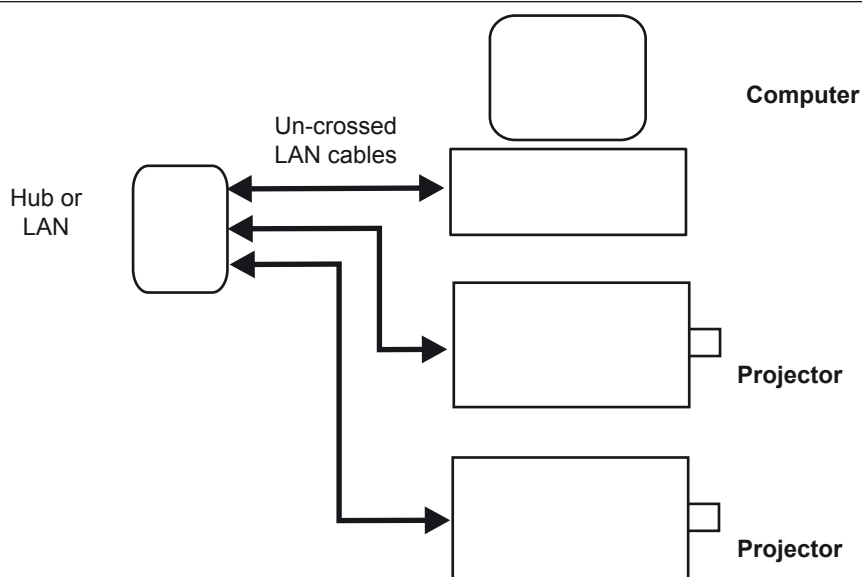 Computer
Un-crossed
LAN cables
Hub or
LAN
Projector
Projector